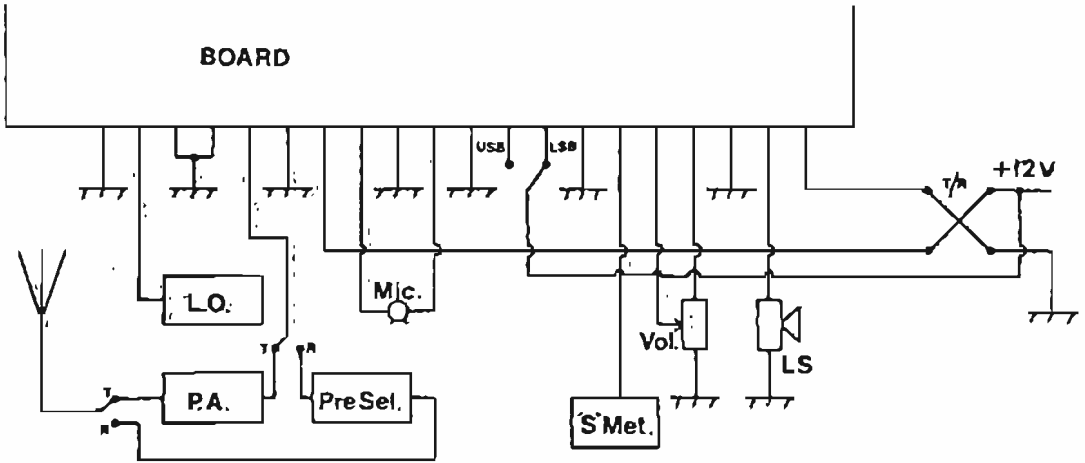 BOARD
USB
LSB
+12V
T/R
L.O.
Mic.
Vol.
LS
T
R
T
R
P.A.
PreSel.
'S'Met.